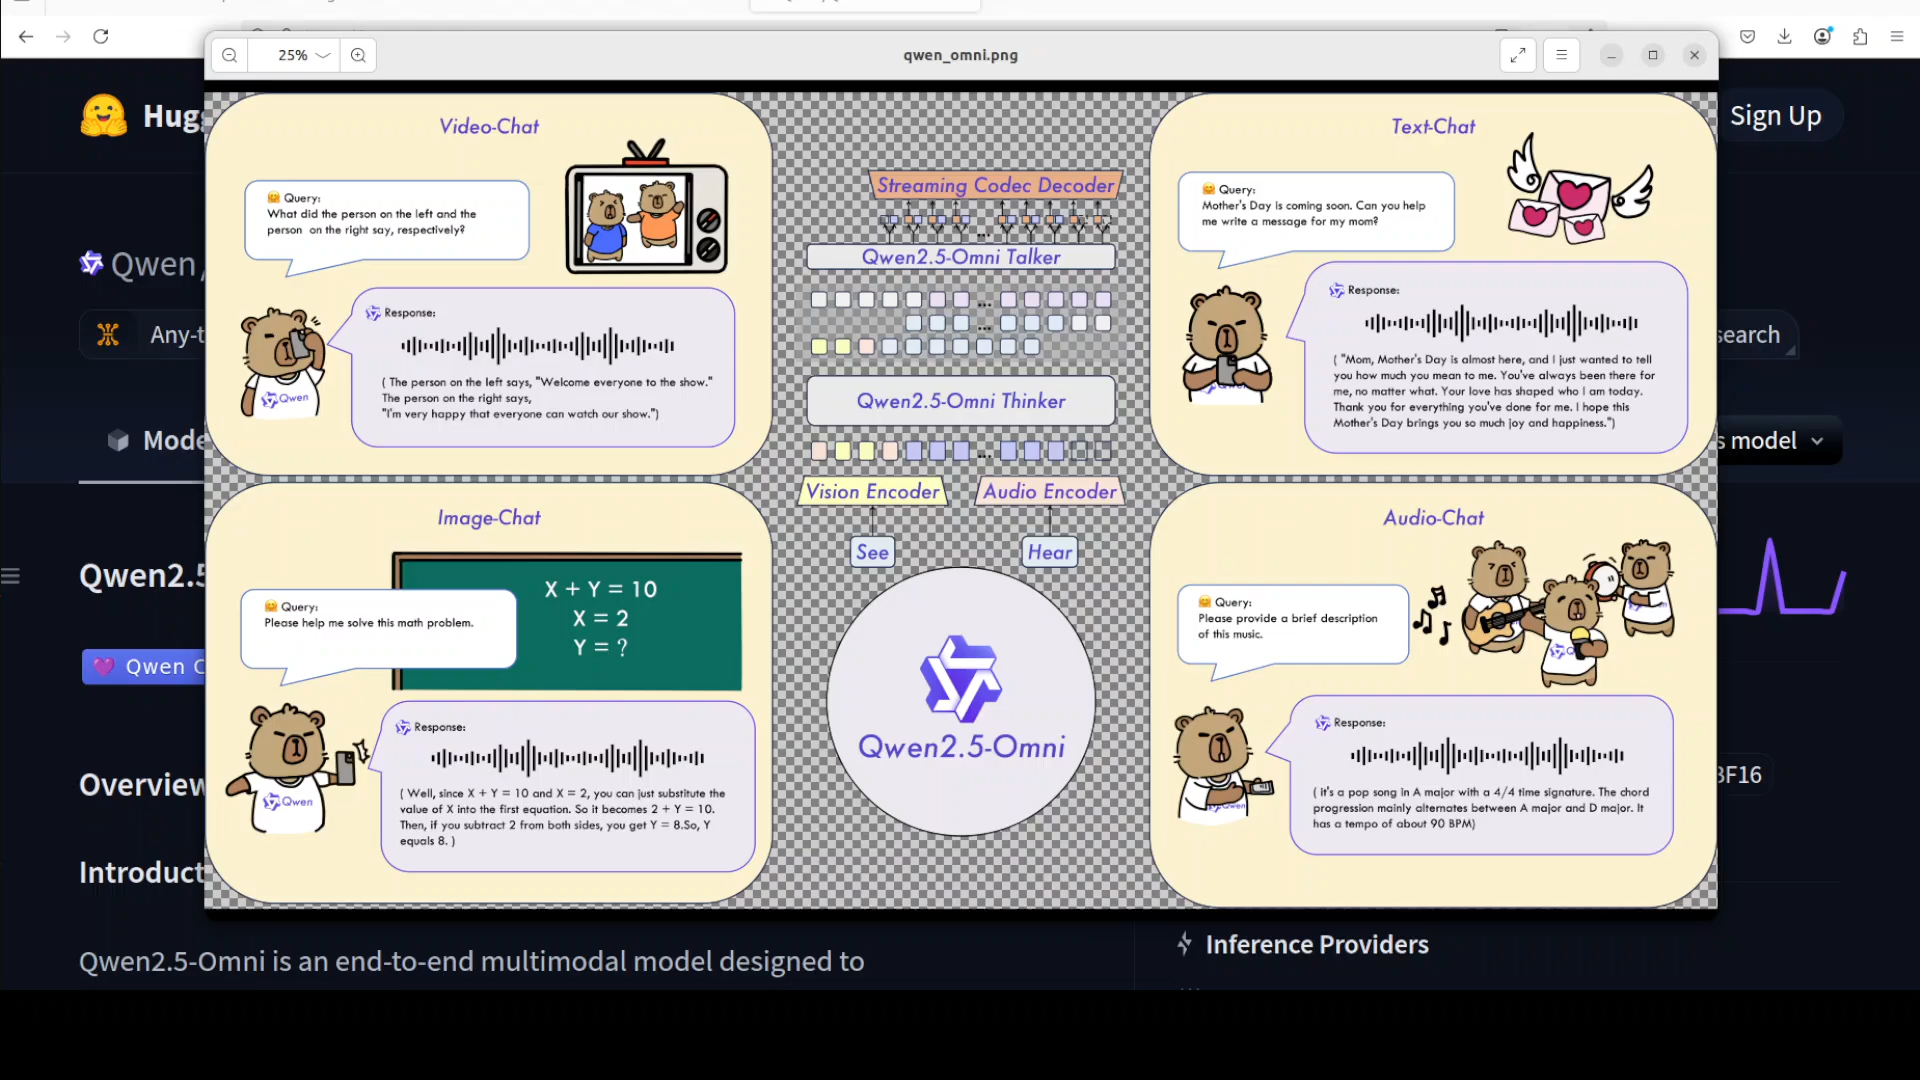 25%
qwen_omni.png
Sign Up
Qwen
Video-Chat
Query:
What did the person on the left and the
person on the right say, respectively?
Response:
( The person on the left says, "Welcome everyone to the show."
The person on the right says,
"I'm very happy that everyone can watch our show.")
Qwen
Streaming Codec Decoder
Qwen2.5-Omni Talker
...
...
Qwen2.5-Omni Thinker
...
Vision Encoder
Audio Encoder
See
Hear
Qwen2.5-Omni
Text-Chat
Query:
Mother's Day is coming soon. Can you help
me write a message for my mom?
Response:
( "Mom, Mother's Day is almost here, and I just wanted to tell
you how much you mean to me. You've always been there for
me, no matter what. Your love has shaped who I am today.
Thank you for everything you've done for me. I hope this
Mother's Day brings you so much joy and happiness.")
model
Image-Chat
X + Y = 10
X = 2
Y = ?
Query:
Please help me solve this math problem.
Response:
( Well, since X + Y = 10 and X = 2, you can just substitute the
value of X into the first equation. So it becomes 2 + Y = 10.
Then, if you subtract 2 from both sides, you get Y = 8.So, Y
equals 8. )
Qwen
Audio-Chat
Query:
Please provide a brief description
of this music.
Response:
( it's a pop song in A major with a 4/4 time signature. The chord
progression mainly alternates between A major and D major. It
has a tempo of about 90 BPM)
Qwen2.5
Qwen C
Overview
Introduct
BF16
Qwen2.5-Omni is an end-to-end multimodal model designed to
Inference Providers